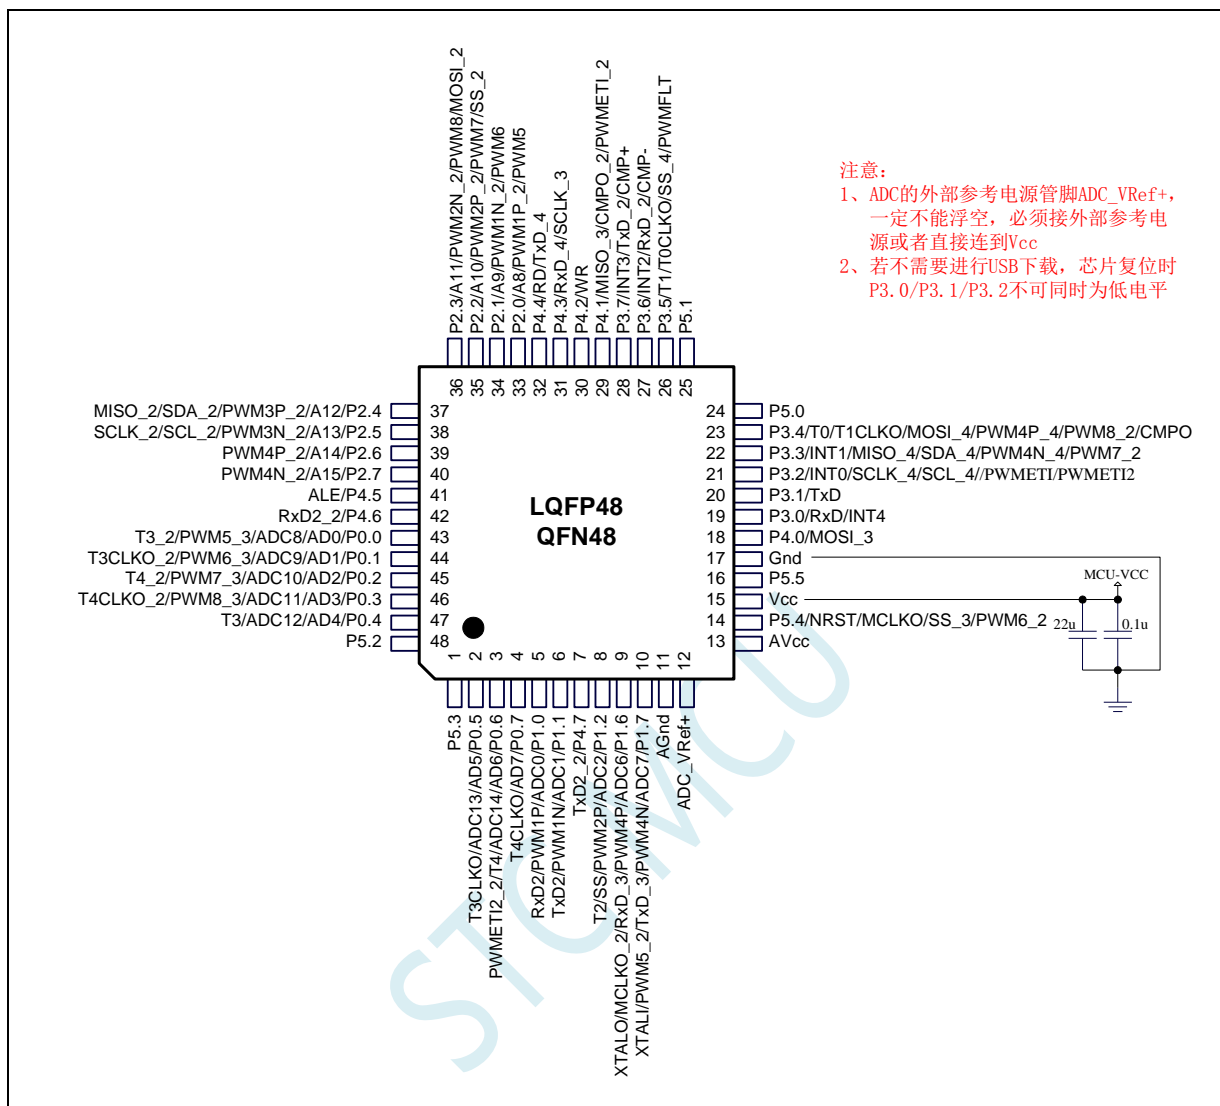 P2.3/A11/PWM2N_2/PWM8/MOSI_2
P2.2/A10/PWM2P_2/PWM7/SS_2
P2.1/A9/PWM1N_2/PWM6
P2.0/A8/PWM1P_2/PWM5
P4.4/RD/TxD_4
P4.3/RxD_4/SCLK_3
P4.2/WR
P4.1/MISO_3/CMPO_2/PWMETI_2
P3.7/INT3/TxD_2/CMP+
P3.6/INT2/RxD_2/CMP-
P3.5/T1/T0CLKO/SS_4/PWMFLT
P5.1
注意：
1、ADC的外部参考电源管脚ADC_VRef+，
一定不能浮空，必须接外部参考电
源或者直接连到Vcc
2、若不需要进行USB下载，芯片复位时
P3.0/P3.1/P3.2不可同时为低电平
36 35 34 33 32 31 30 29 28 27 26 25
MISO_2/SDA_2/PWM3P_2/A12/P2.4 37
SCLK_2/SCL_2/PWM3N_2/A13/P2.5 38
PWM4P_2/A14/P2.6 39
PWM4N_2/A15/P2.7 40
ALE/P4.5 41
RxD2_2/P4.6 42
T3_2/PWM5_3/ADC8/AD0/P0.0 43
T3CLKO_2/PWM6_3/ADC9/AD1/P0.1 44
T4_2/PWM7_3/ADC10/AD2/P0.2 45
T4CLKO_2/PWM8_3/ADC11/AD3/P0.3 46
T3/ADC12/AD4/P0.4 47
P5.2 48
LQFP48
QFN48
24 P5.0
23 P3.4/T0/T1CLKO/MOSI_4/PWM4P_4/PWM8_2/CMPO
22 P3.3/INT1/MISO_4/SDA_4/PWM4N_4/PWM7_2
21 P3.2/INT0/SCLK_4/SCL_4//PWMETI/PWMETI2
20 P3.1/TxD
19 P3.0/RxD/INT4
18 P4.0/MOSI_3
17 Gnd
16 P5.5
15 Vcc
14 P5.4/NRST/MCLKO/SS_3/PWM6_2
13 AVcc
MCU-VCC
22u 0.1u
1 2 3 4 5 6 7 8 9 10 11 12
P5.3
T3CLKO/ADC13/AD5/P0.5
PWMETI2_2/T4/ADC14/AD6/P0.6
T4CLKO/AD7/P0.7
RxD2/PWM1P/ADC0/P1.0
TxD2/PWM1N/ADC1/P1.1
TxD2_2/P4.7
T2/SS/PWM2P/ADC2/P1.2
XTALO/MCLKO_2/RxD_3/PWM4P/ADC6/P1.6
XTALI/PWM5_2/TxD_3/PWM4N/ADC7/P1.7
AGnd
ADC_VRef+
STCMCU